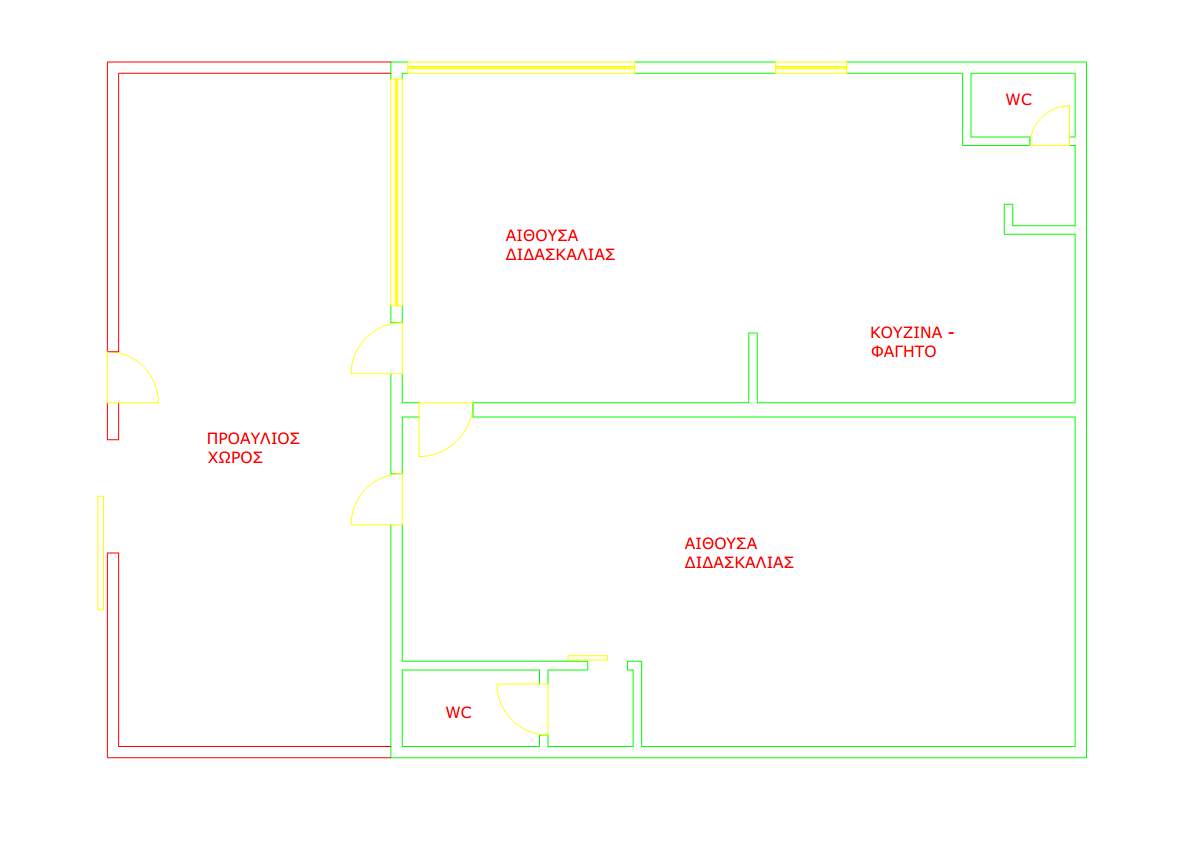 WC
ΑΙΘΟΥΣΑ
ΔΙΔΑΣΚΑΛΙΑΣ
ΚΟΥΖΙΝΑ -
ΦΑΓΗΤΟ
ΠΡΟΑΥΛΙΟΣ
ΧΩΡΟΣ
ΑΙΘΟΥΣΑ
ΔΙΔΑΣΚΑΛΙΑΣ
WC